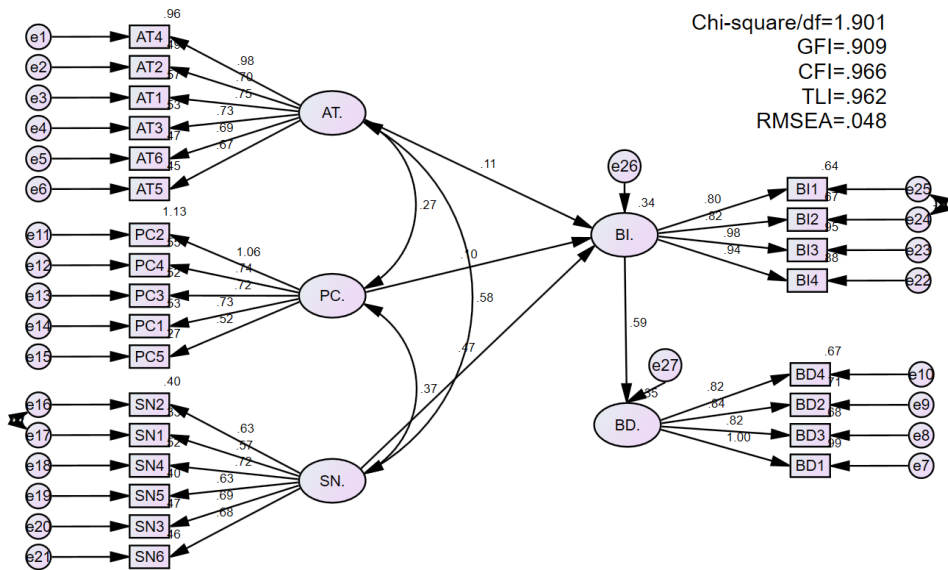 Chi-square/df=1.901
GFI=.909
CFI=.966
TLI=.962
RMSEA=.048
.96
e1 AT4
.49
e2 AT2
.57
e3 AT1
.53
e4 AT3
.47
e5 AT6
.45
e6 AT5
.98
.70
.75
.73
.69
.67
AT.
1.13
e11 PC2
.55
e12 PC4
.52
e13 PC3
.53
e14 PC1
.27
e15 PC5
1.06
.74
.72
.73
.52
PC.
.40
e16 SN2
.33
e17 SN1
.52
e18 SN4
.40
e19 SN5
.47
e20 SN3
.46
e21 SN6
.63
.57
.72
.63
.69
.68
SN.
.27
.58
.37
.11
.10
.47
e26
.34
BI.
.80
.82
.98
.94
.64
BI1 e25
.67
BI2 e24
.95
BI3 e23
.88
BI4 e22
.59
e27
.35
BD.
.82
.84
.82
1.00
.67
BD4 e10
.71
BD2 e9
.68
BD3 e8
.99
BD1 e7